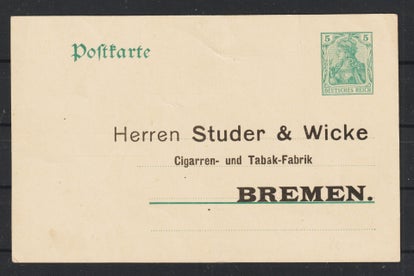 Postkarte
5 5
DEUTSCHES REICH
Herren Studer & Wicke
Cigarren- und Tabak-Fabrik
BREMEN.